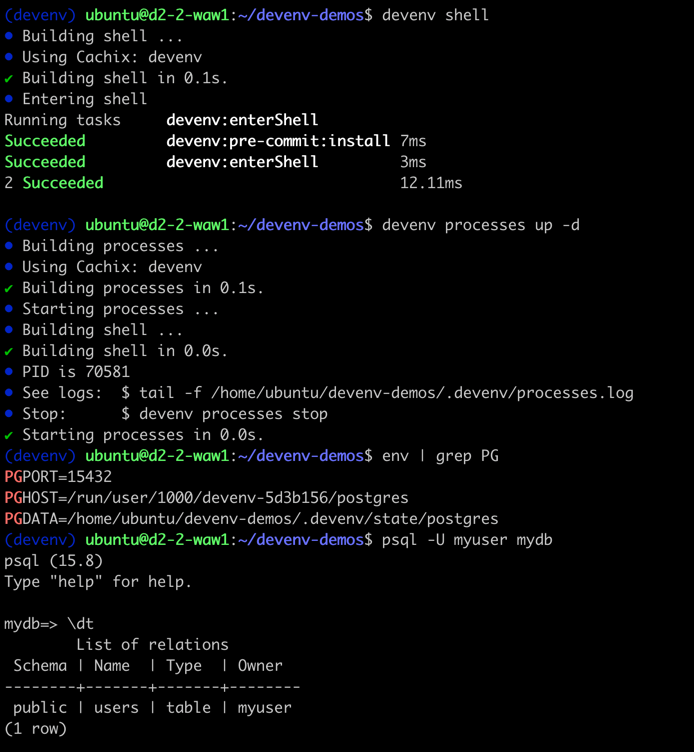 (devenv) ubuntu@d2-2-waw1:~/devenv-demos$ devenv shell
• Building shell ...
• Using Cachix: devenv
✔ Building shell in 0.1s.
• Entering shell
Running tasks     devenv:enterShell
Succeeded         devenv:pre-commit:install 7ms
Succeeded         devenv:enterShell         3ms
2 Succeeded                                 12.11ms

(devenv) ubuntu@d2-2-waw1:~/devenv-demos$ devenv processes up -d
• Building processes ...
• Using Cachix: devenv
✔ Building processes in 0.1s.
• Starting processes ...
• Building shell ...
✔ Building shell in 0.0s.
• PID is 70581
• See logs:  $ tail -f /home/ubuntu/devenv-demos/.devenv/processes.log
• Stop:      $ devenv processes stop
✔ Starting processes in 0.0s.
(devenv) ubuntu@d2-2-waw1:~/devenv-demos$ env | grep PG
PGPORT=15432
PGHOST=/run/user/1000/devenv-5d3b156/postgres
PGDATA=/home/ubuntu/devenv-demos/.devenv/state/postgres
(devenv) ubuntu@d2-2-waw1:~/devenv-demos$ psql -U myuser mydb
psql (15.8)
Type "help" for help.

mydb=> \dt
        List of relations
 Schema | Name  | Type  | Owner
--------+-------+-------+--------
 public | users | table | myuser
(1 row)